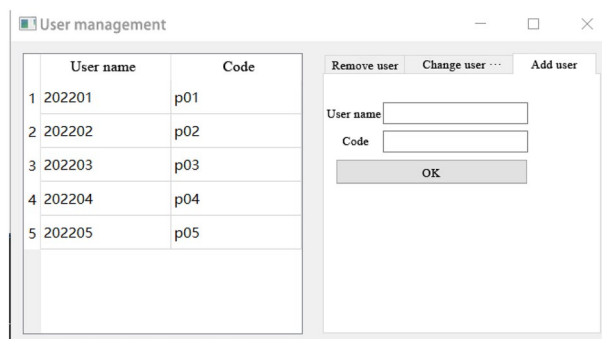 User management
User name Code
1 202201 p01
2 202202 p02
3 202203 p03
4 202204 p04
5 202205 p05
Remove user Change user ··· Add user
User name
Code
OK